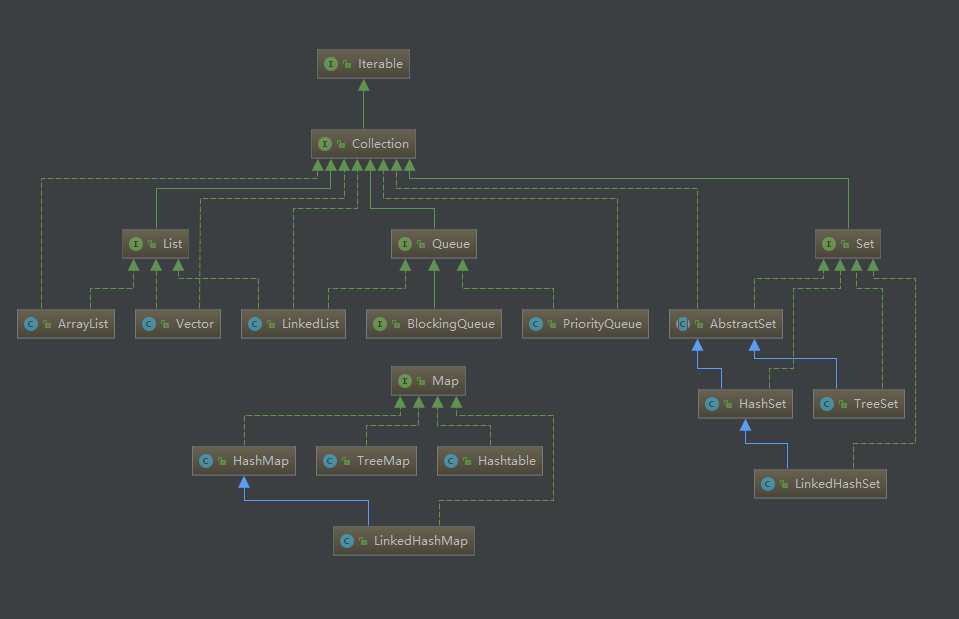 I Iterable
I Collection
I List
I Queue
I Set
C ArrayList
C Vector
C LinkedList
I BlockingQueue
C PriorityQueue
C AbstractSet
I Map
C HashSet
C TreeSet
C HashMap
C TreeMap
C Hashtable
C LinkedHashSet
C LinkedHashMap